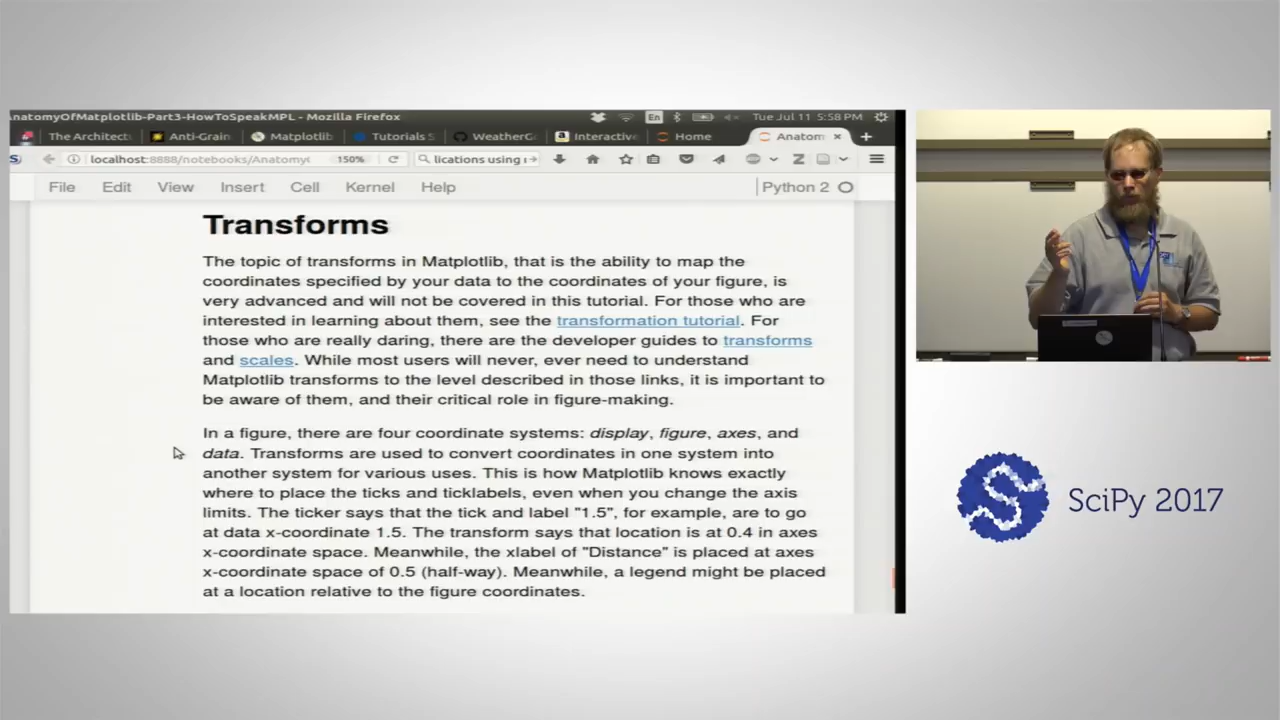 AnatomyOfMatplotlib-Part3-HowToSpeakMPL - Mozilla Firefox
En
Tue Jul 11 5:58 PM
The Architect
Anti-Grain
Matplotlib
Tutorials S
WeatherGa
Interactive
Home
Anatom
localhost:8888/notebooks/Anatomy
150%
lications using
File Edit View Insert Cell Kernel Help
Python 2
Transforms
The topic of transforms in Matplotlib, that is the ability to map the
coordinates specified by your data to the coordinates of your figure, is
very advanced and will not be covered in this tutorial. For those who are
interested in learning about them, see the transformation tutorial. For
those who are really daring, there are the developer guides to transforms
and scales. While most users will never, ever need to understand
Matplotlib transforms to the level described in those links, it is important to
be aware of them, and their critical role in figure-making.
In a figure, there are four coordinate systems: display, figure, axes, and
data. Transforms are used to convert coordinates in one system into
another system for various uses. This is how Matplotlib knows exactly
where to place the ticks and ticklabels, even when you change the axis
limits. The ticker says that the tick and label "1.5", for example, are to go
at data x-coordinate 1.5. The transform says that location is at 0.4 in axes
x-coordinate space. Meanwhile, the xlabel of "Distance" is placed at axes
x-coordinate space of 0.5 (half-way). Meanwhile, a legend might be placed
at a location relative to the figure coordinates.
SciPy 2017